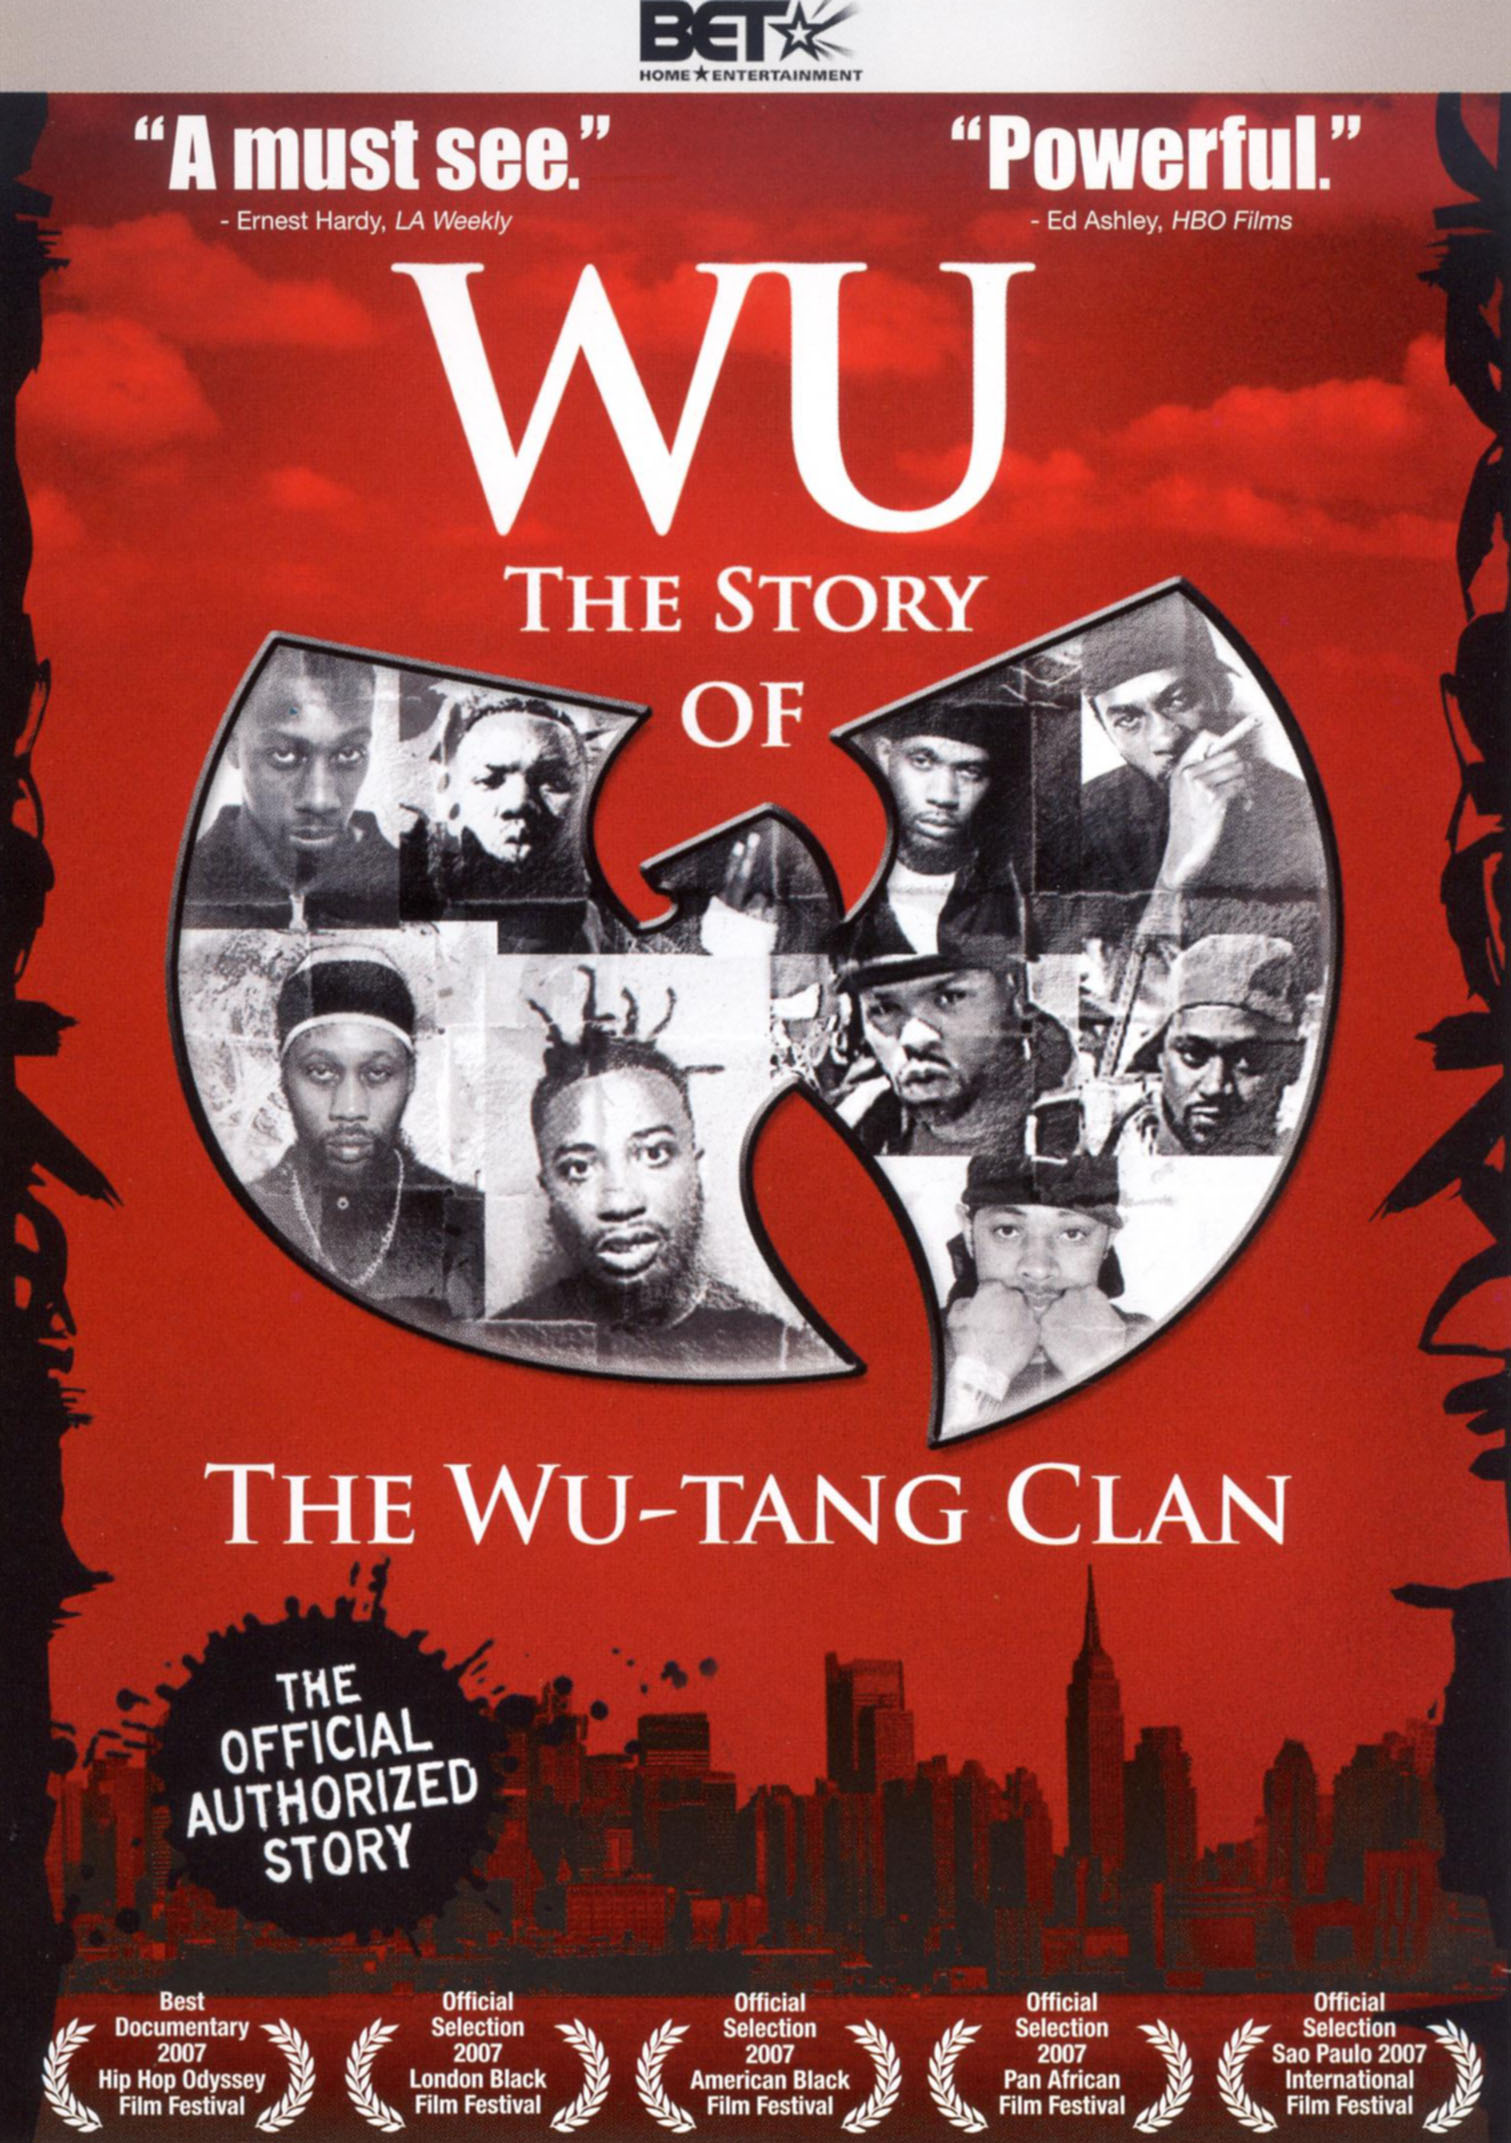 BET
HOME★ENTERTAINMENT
“A must see.”
- Ernest Hardy, LA Weekly
“Powerful.”
- Ed Ashley, HBO Films
WU
THE STORY
OF
THE WU-TANG CLAN
THE
OFFICIAL
AUTHORIZED
STORY
Best
Documentary
2007
Hip Hop Odyssey
Film Festival
Official
Selection
2007
London Black
Film Festival
Official
Selection
2007
American Black
Film Festival
Official
Selection
2007
Pan African
Film Festival
Official
Selection
Sao Paulo 2007
International
Film Festival